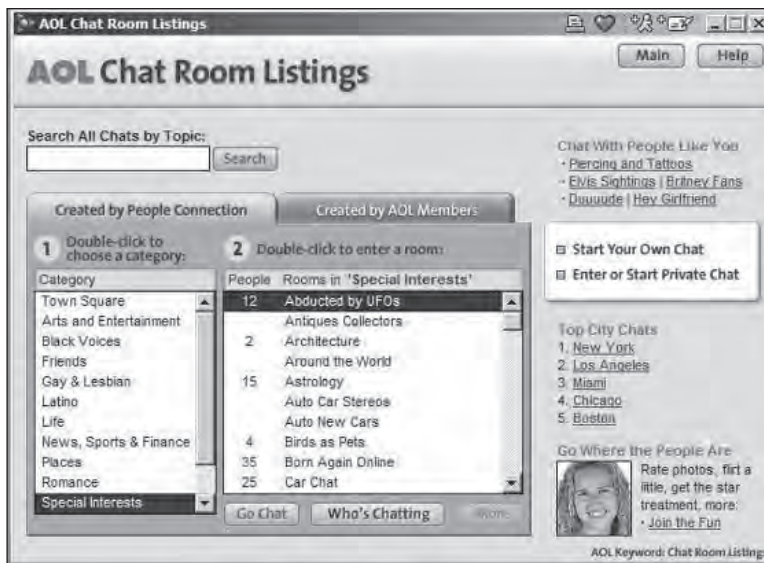 AOL Chat Room Listings
AOL Chat Room Listings
Main
Help
Search All Chats by Topic:
Search
Created by People Connection
Created by AOL Members
1 Double-click to choose a category:
Category
Town Square
Arts and Entertainment
Black Voices
Friends
Gay & Lesbian
Latino
Life
News, Sports & Finance
Places
Romance
Special Interests
2 Double-click to enter a room:
People Rooms in 'Special Interests'
12 Abducted by UFOs
Antiques Collectors
2 Architecture
Around the World
15 Astrology
Auto Car Stereos
Auto New Cars
4 Birds as Pets
35 Born Again Online
25 Car Chat
Go Chat
Who's Chatting
More
Chat With People Like You
· Piercing and Tattoos
· Elvis Sightings | Britney Fans
· Duuuude | Hey Girlfriend
Start Your Own Chat
Enter or Start Private Chat
Top City Chats
1. New York
2. Los Angeles
3. Miami
4. Chicago
5. Boston
Go Where the People Are
Rate photos, flirt a
little, get the star
treatment, more:
· Join the Fun
AOL Keyword: Chat Room Listings